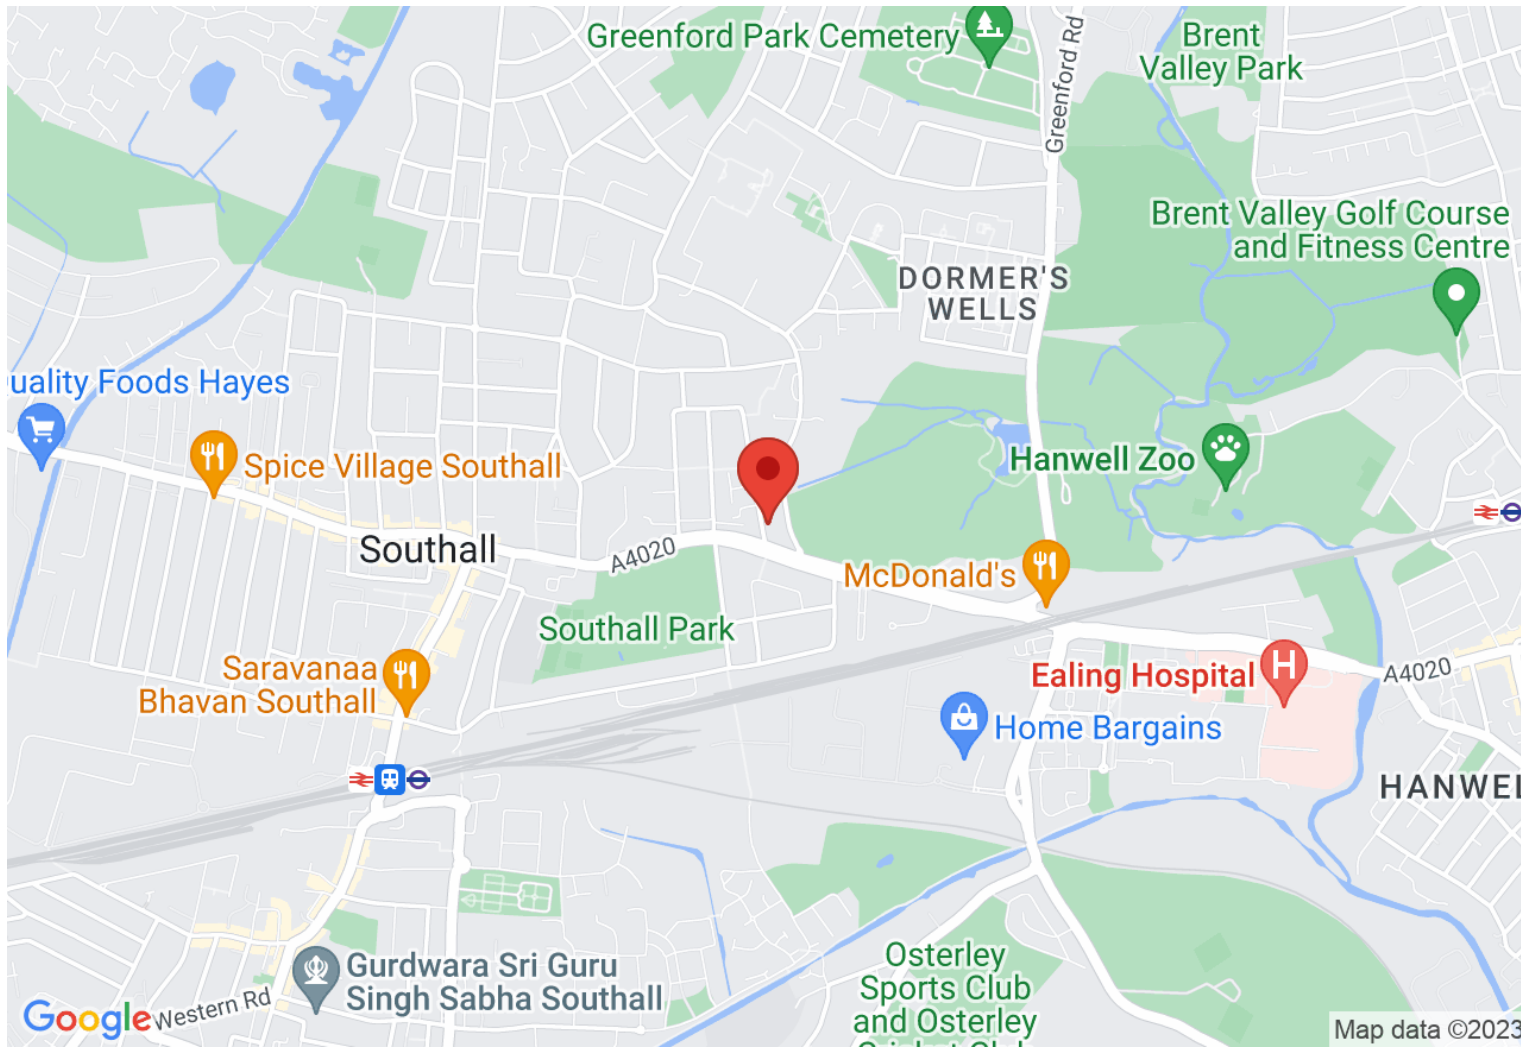 Greenford Park Cemetery
Greenford Rd
Brent
Valley Park
Brent Valley Golf Course
and Fitness Centre
DORMER'S
WELLS
uality Foods Hayes
Spice Village Southall
Hanwell Zoo
Southall
A4020
McDonald's
Southall Park
Saravanaa
Bhavan Southall
Ealing Hospital
H
A4020
Home Bargains
HANWEL
Gurdwara Sri Guru
Singh Sabha Southall
Osterley
Sports Club
and Osterley
Cricket Club
Google
Western Rd
Map data ©2023